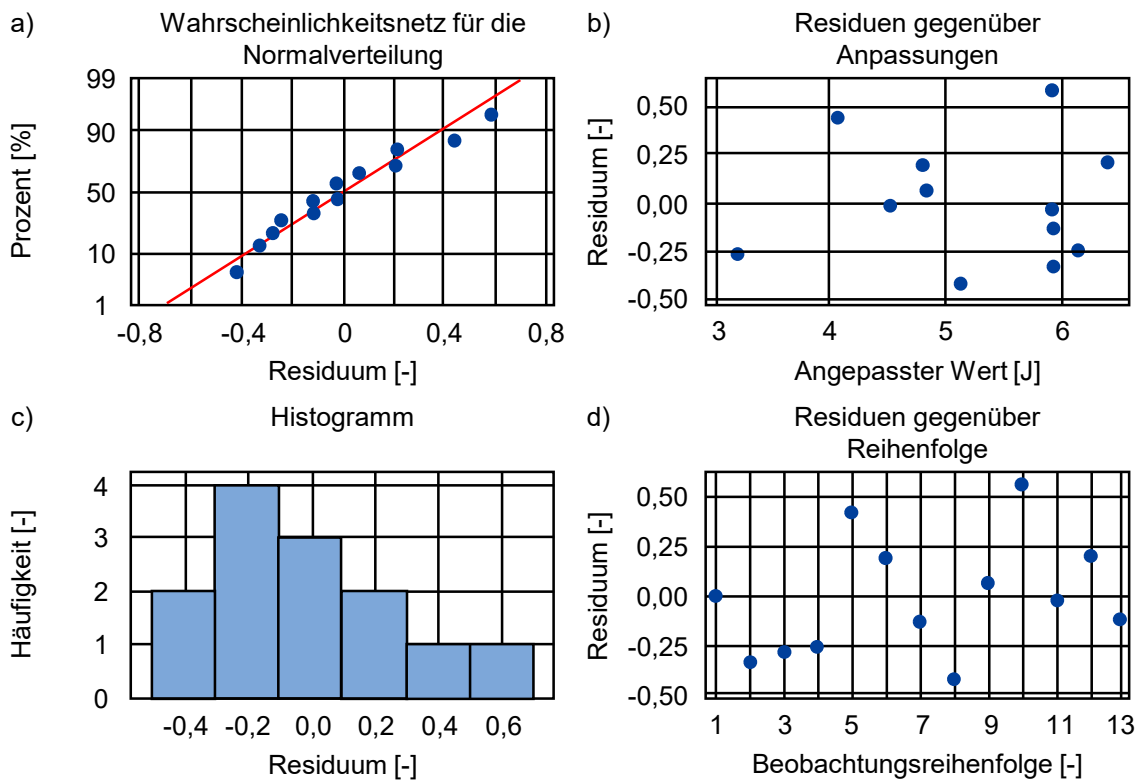 a)
Wahrscheinlichkeitsnetz für die
Normalverteilung
99
90
50
10
1
Prozent [%]
-0,8
-0,4
0
0,4
0,8
Residuum [-]
b)
Residuen gegenüber
Anpassungen
0,50
0,25
0,00
-0,25
-0,50
Residuum [-]
3
4
5
6
Angepasster Wert [J]
c)
Histogramm
4
3
2
1
0
Häufigkeit [-]
-0,4
-0,2
0,0
0,2
0,4
0,6
Residuum [-]
d)
Residuen gegenüber
Reihenfolge
0,50
0,25
0,00
-0,25
-0,50
Residuum [-]
1
3
5
7
9
11
13
Beobachtungsreihenfolge [-]